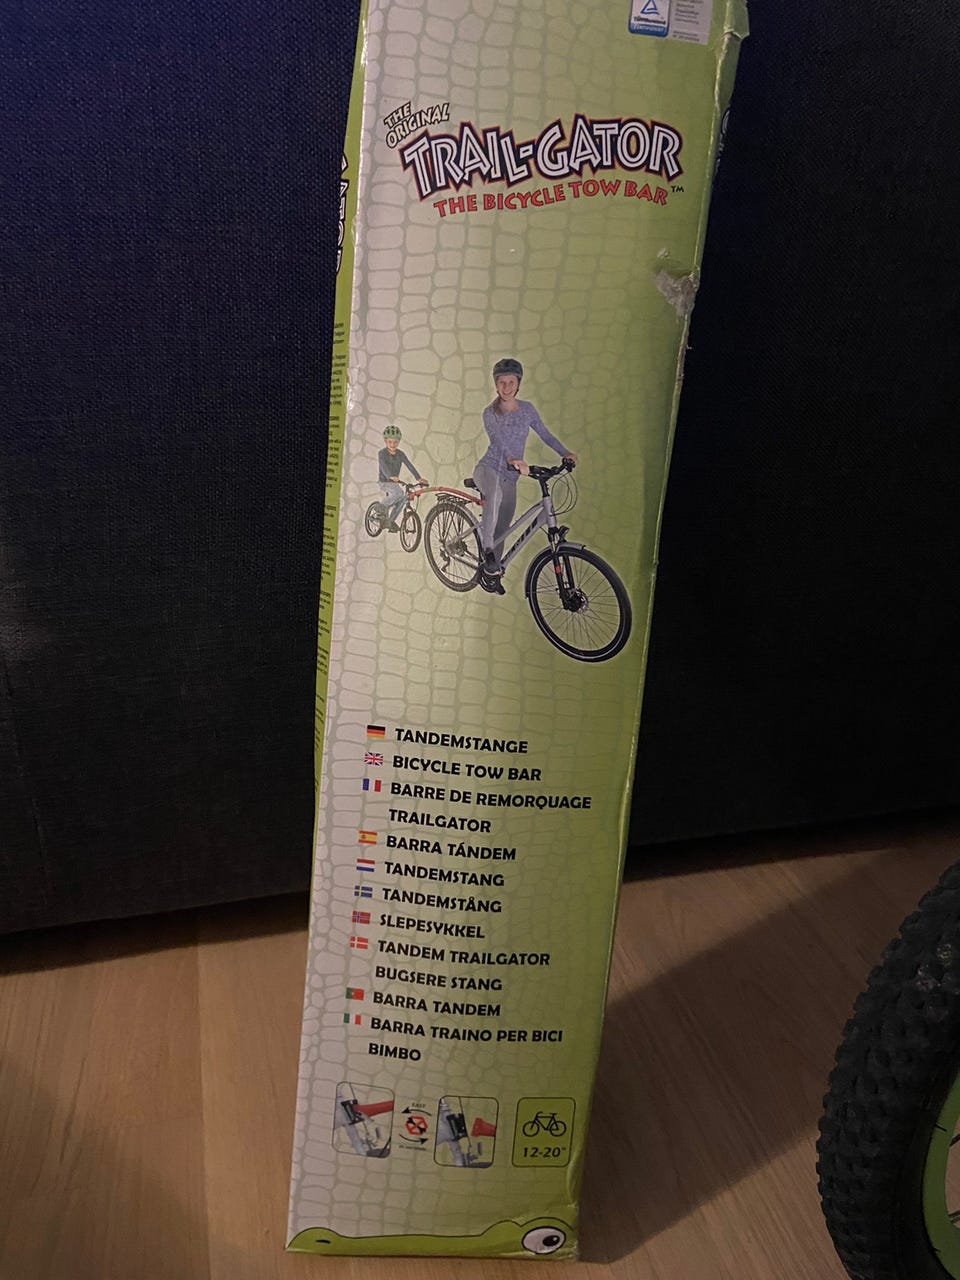 THE
ORIGINAL
TRAIL-GATOR
THE BICYCLE TOW BAR™
TANDEMSTANGE
BICYCLE TOW BAR
BARRE DE REMORQUAGE
TRAILGATOR
BARRA TÁNDEM
TANDEMSTANG
TANDEMSTÅNG
SLEPESYKKEL
TANDEM TRAILGATOR
BUGSERE STANG
BARRA TANDEM
BARRA TRAINO PER BICI
BIMBO
EASY
12-20"